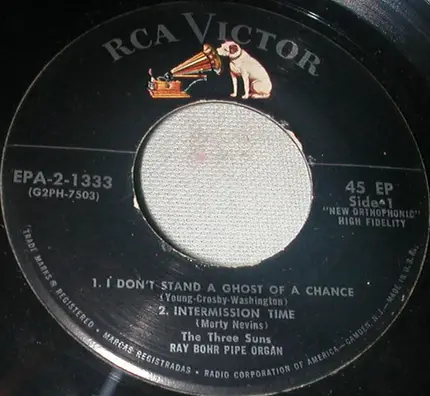 RCA VICTOR
EPA-2-1333
(G2PH-7503)
45 EP
Side 1
"NEW ORTHOPHONIC"
HIGH FIDELITY
1. I DON'T STAND A GHOST OF A CHANCE
(Young-Crosby-Washington)
2. INTERMISSION TIME
(Marty Nevins)
The Three Suns
RAY BOHR PIPE ORGAN
TRADE MARKS ® REGISTERED • MARCAS REGISTRADAS • RADIO CORPORATION OF AMERICA—CAMDEN, N. J., MADE IN U.S.A.